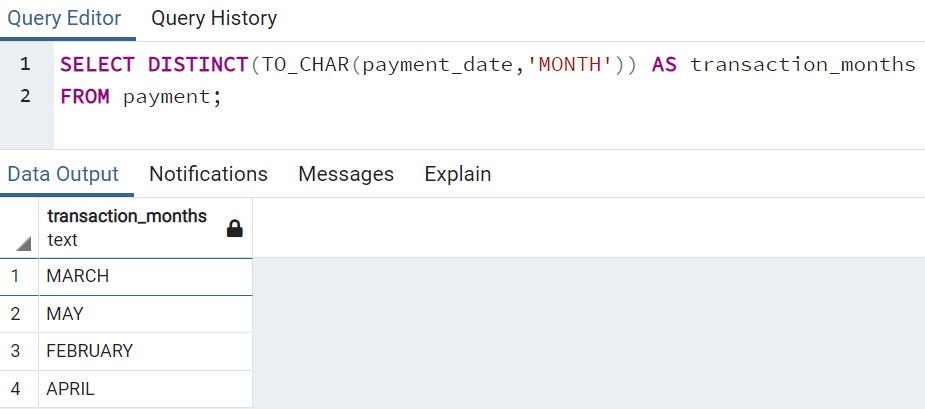 Query Editor Query History
1 SELECT DISTINCT(TO_CHAR(payment_date,'MONTH')) AS transaction_months
2 FROM payment;
Data Output Notifications Messages Explain
transaction_months
text
1 MARCH
2 MAY
3 FEBRUARY
4 APRIL